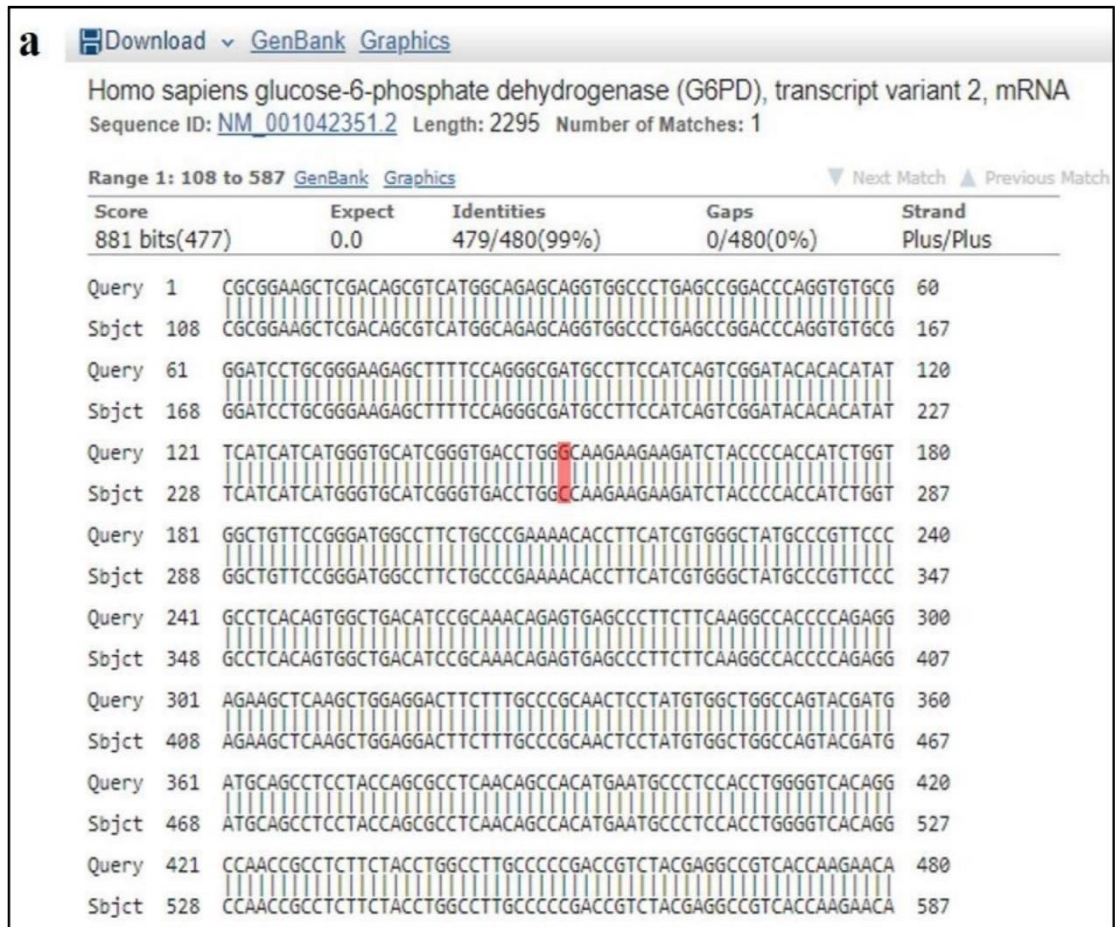 a
Download GenBank Graphics
Homo sapiens glucose-6-phosphate dehydrogenase (G6PD), transcript variant 2, mRNA
Sequence ID: NM_001042351.2 Length: 2295 Number of Matches: 1
Range 1: 108 to 587 GenBank Graphics Next Match Previous Match
Score Expect Identities Gaps Strand
881 bits(477) 0.0 479/480(99%) 0/480(0%) Plus/Plus
Query 1 CGCGGAAGCTCGACAGCGTCATGGCAGAGCAGGTGGCCCTGAGCCGGACCCAGGTGTGCG 60
Sbjct 108 CGCGGAAGCTCGACAGCGTCATGGCAGAGCAGGTGGCCCTGAGCCGGACCCAGGTGTGCG 167
Query 61 GGATCCTGCGGGAAGAGCTTTTCCAGGGCGATGCCTTCCATCAGTCGGATACACACATAT 120
Sbjct 168 GGATCCTGCGGGAAGAGCTTTTCCAGGGCGATGCCTTCCATCAGTCGGATACACACATAT 227
Query 121 TCATCATCATGGGTGCATCGGGTGACCTGGGCAAGAAGAAGATCTACCCCACCATCTGGT 180
Sbjct 228 TCATCATCATGGGTGCATCGGGTGACCTGGCCAAGAAGAAGATCTACCCCACCATCTGGT 287
Query 181 GGCTGTTCCGGGATGGCCTTCTGCCCGAAAACACCTTCATCGTGGGCTATGCCCGTTCCC 240
Sbjct 288 GGCTGTTCCGGGATGGCCTTCTGCCCGAAAACACCTTCATCGTGGGCTATGCCCGTTCCC 347
Query 241 GCCTCACAGTGGCTGACATCCGCAAACAGAGTGAGCCCTTCTTCAAGGCCACCCCAGAGG 300
Sbjct 348 GCCTCACAGTGGCTGACATCCGCAAACAGAGTGAGCCCTTCTTCAAGGCCACCCCAGAGG 407
Query 301 AGAAGCTCAAGCTGGAGGACTTCTTTGCCCGCAACTCCTATGTGGCTGGCCAGTACGATG 360
Sbjct 408 AGAAGCTCAAGCTGGAGGACTTCTTTGCCCGCAACTCCTATGTGGCTGGCCAGTACGATG 467
Query 361 ATGCAGCCTCCTACCAGCGCCTCAACAGCCACATGAATGCCCTCCACCTGGGGTCACAGG 420
Sbjct 468 ATGCAGCCTCCTACCAGCGCCTCAACAGCCACATGAATGCCCTCCACCTGGGGTCACAGG 527
Query 421 CCAACCGCCTCTTCTACCTGGCCTTGCCCCCGACCGTCTACGAGGCCGTCACCAAGAACA 480
Sbjct 528 CCAACCGCCTCTTCTACCTGGCCTTGCCCCCGACCGTCTACGAGGCCGTCACCAAGAACA 587